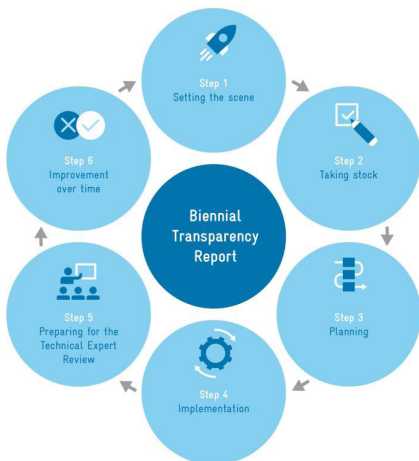 Step 1
Setting the scene
Step 2
Taking stock
Step 3
Planning
Step 4
Implementation
Step 5
Preparing for the
Technical Expert
Review
Step 6
Improvement
over time
Biennial
Transparency
Report